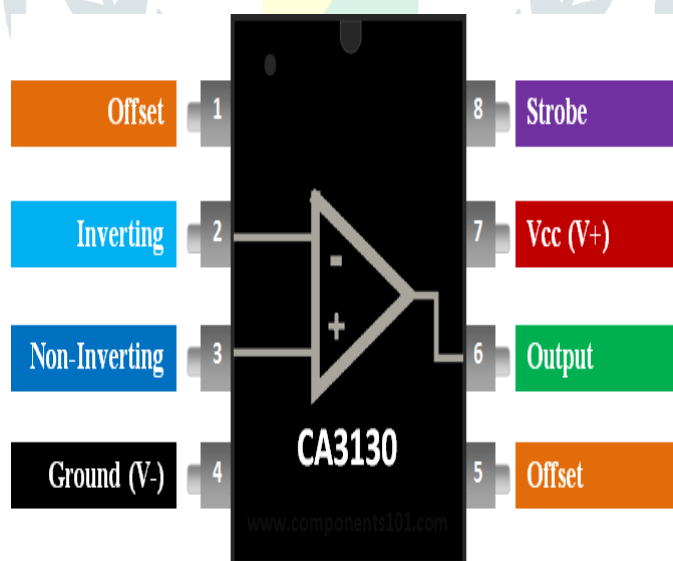 Offset 1
8 Strobe
Inverting 2
7 Vcc (V+)
-
+
Non-Inverting 3
6 Output
CA3130
Ground (V-) 4
5 Offset
www.components101.com